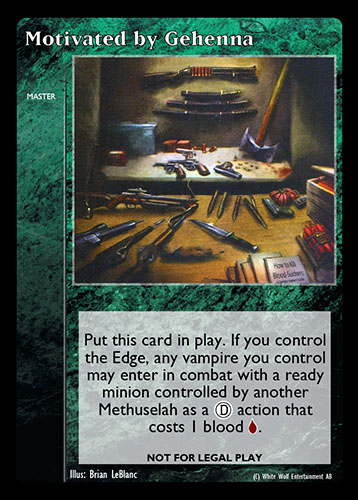 Motivated by Gehenna
MASTER
How to Kill
Blood Suckers
Put this card in play. If you control
the Edge, any vampire you control
may enter in combat with a ready
minion controlled by another
Methuselah as a D action that
costs 1 blood.
NOT FOR LEGAL PLAY
Illus: Brian LeBlanc
(C) White Wolf Entertainment AB